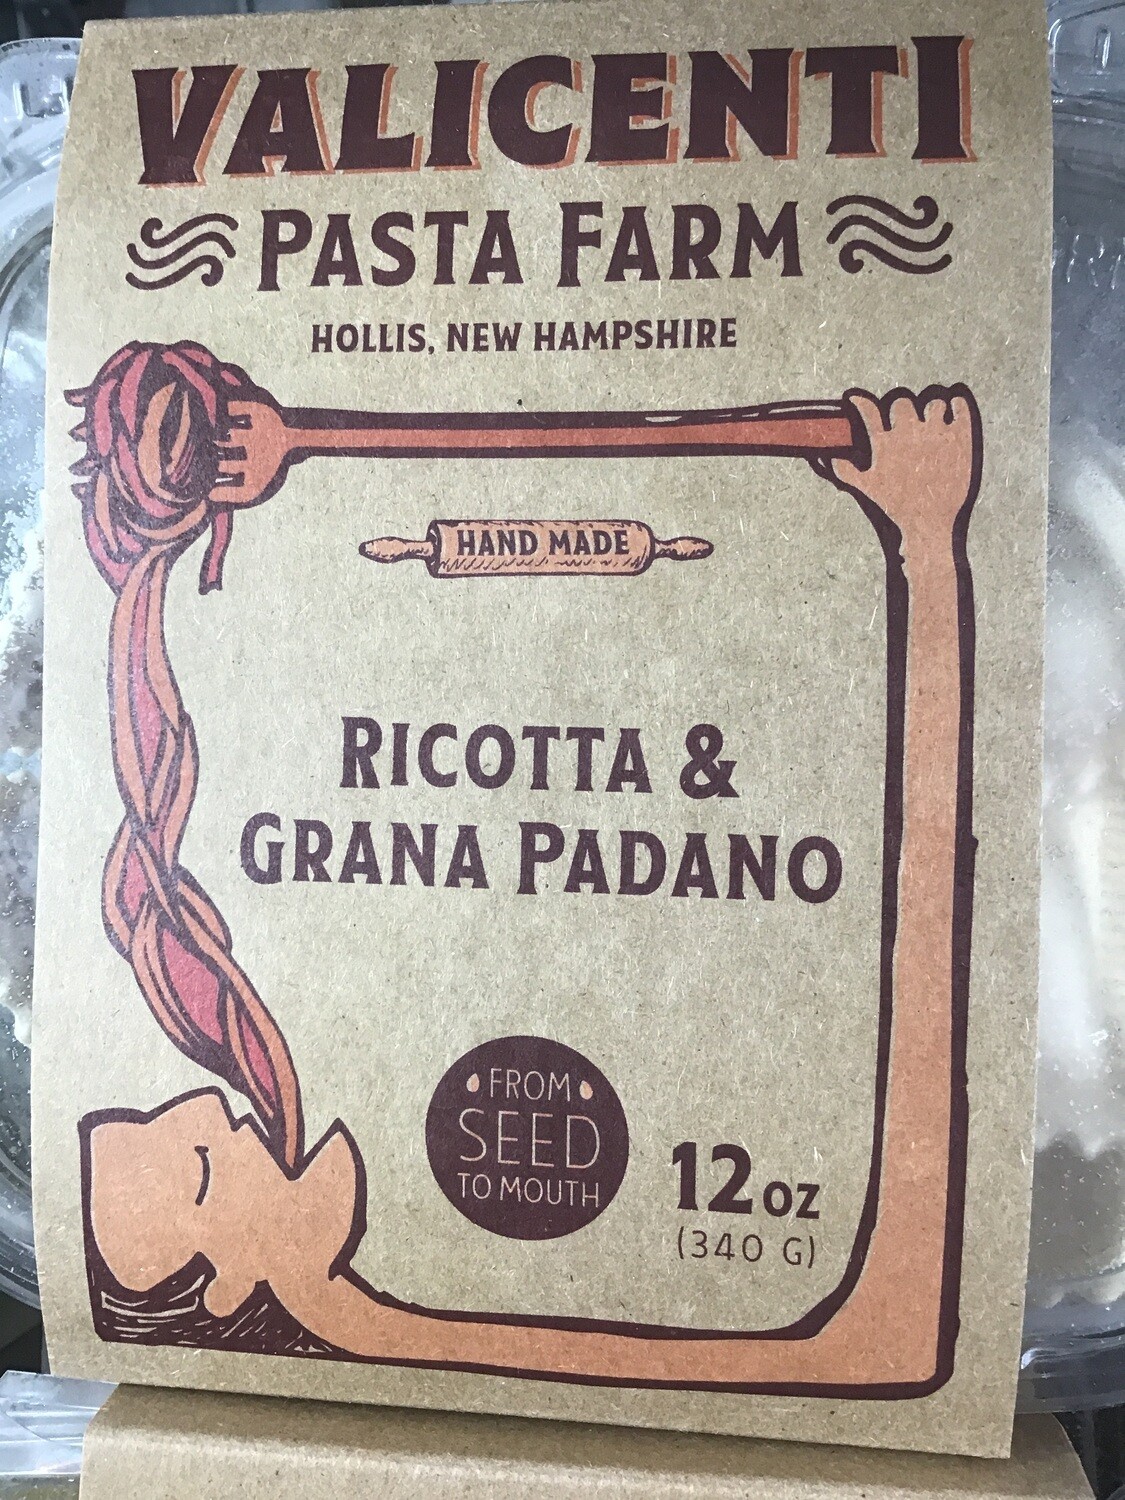 VALICENTI
PASTA FARM
HOLLIS, NEW HAMPSHIRE
HAND MADE
RICOTTA &
GRANA PADANO
FROM
SEED
TO MOUTH
12 OZ
(340 G)